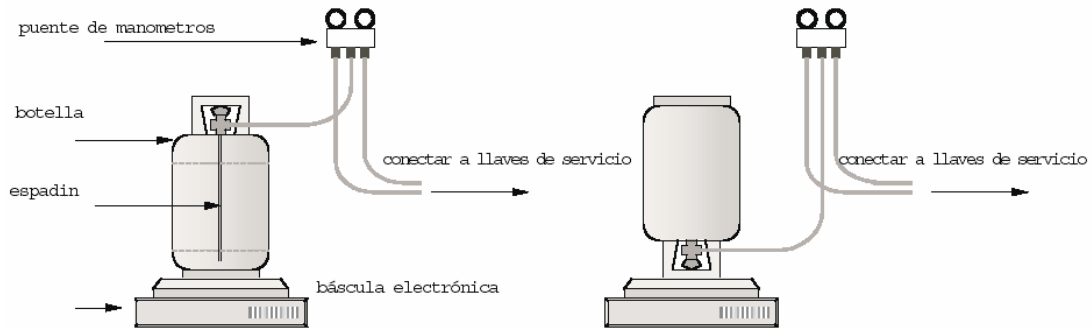 puente de manometros
botella
conectar a llaves de servicio
conectar a llaves de servicio
espadin
báscula electrónica